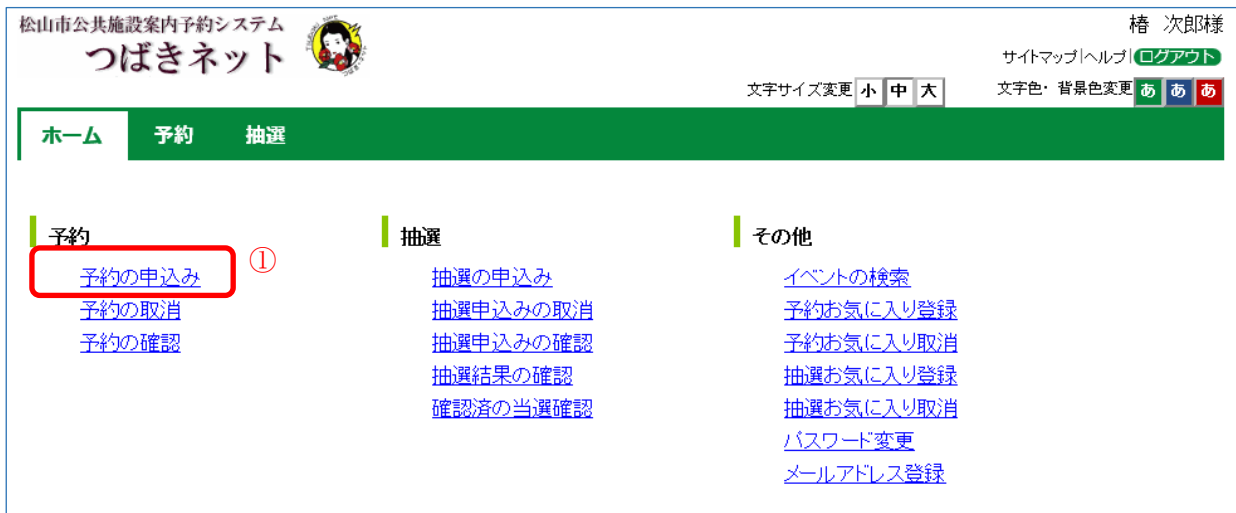 松山市公共施設案内予約システム
つばきネット
椿 次郎様
サイトマップ|ヘルプ|ログアウト
文字サイズ変更 小 中 大 文字色・背景色変更 あ あ あ
ホーム 予約 抽選
予約
予約の申込み ①
予約の取消
予約の確認
抽選
抽選の申込み
抽選申込みの取消
抽選申込みの確認
抽選結果の確認
確認済の当選確認
その他
イベントの検索
予約お気に入り登録
予約お気に入り取消
抽選お気に入り登録
抽選お気に入り取消
パスワード変更
メールアドレス登録